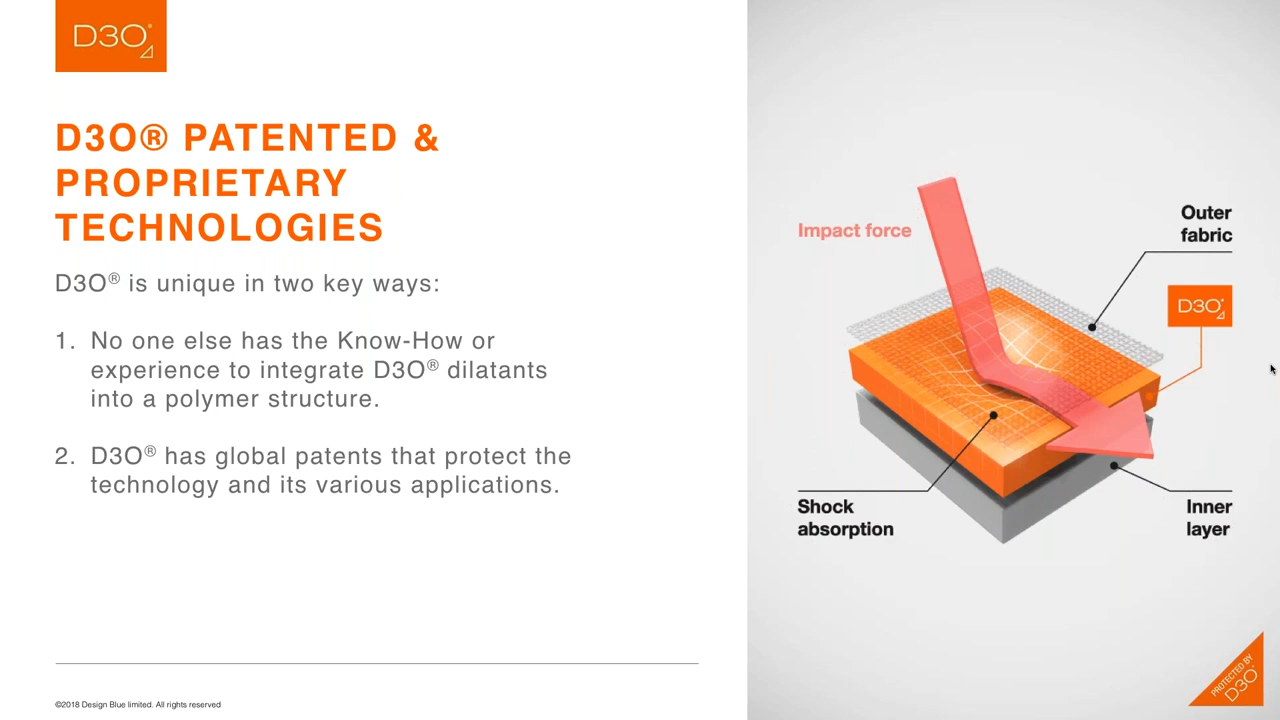 D3O®
D3O® PATENTED &
PROPRIETARY
TECHNOLOGIES
D3O® is unique in two key ways:
1. No one else has the Know-How or
experience to integrate D3O® dilatants
into a polymer structure.
2. D3O® has global patents that protect the
technology and its various applications.
©2018 Design Blue limited. All rights reserved
Impact force
Outer
fabric
D3O
Shock
absorption
Inner
layer
PROTECTED BY
D3O